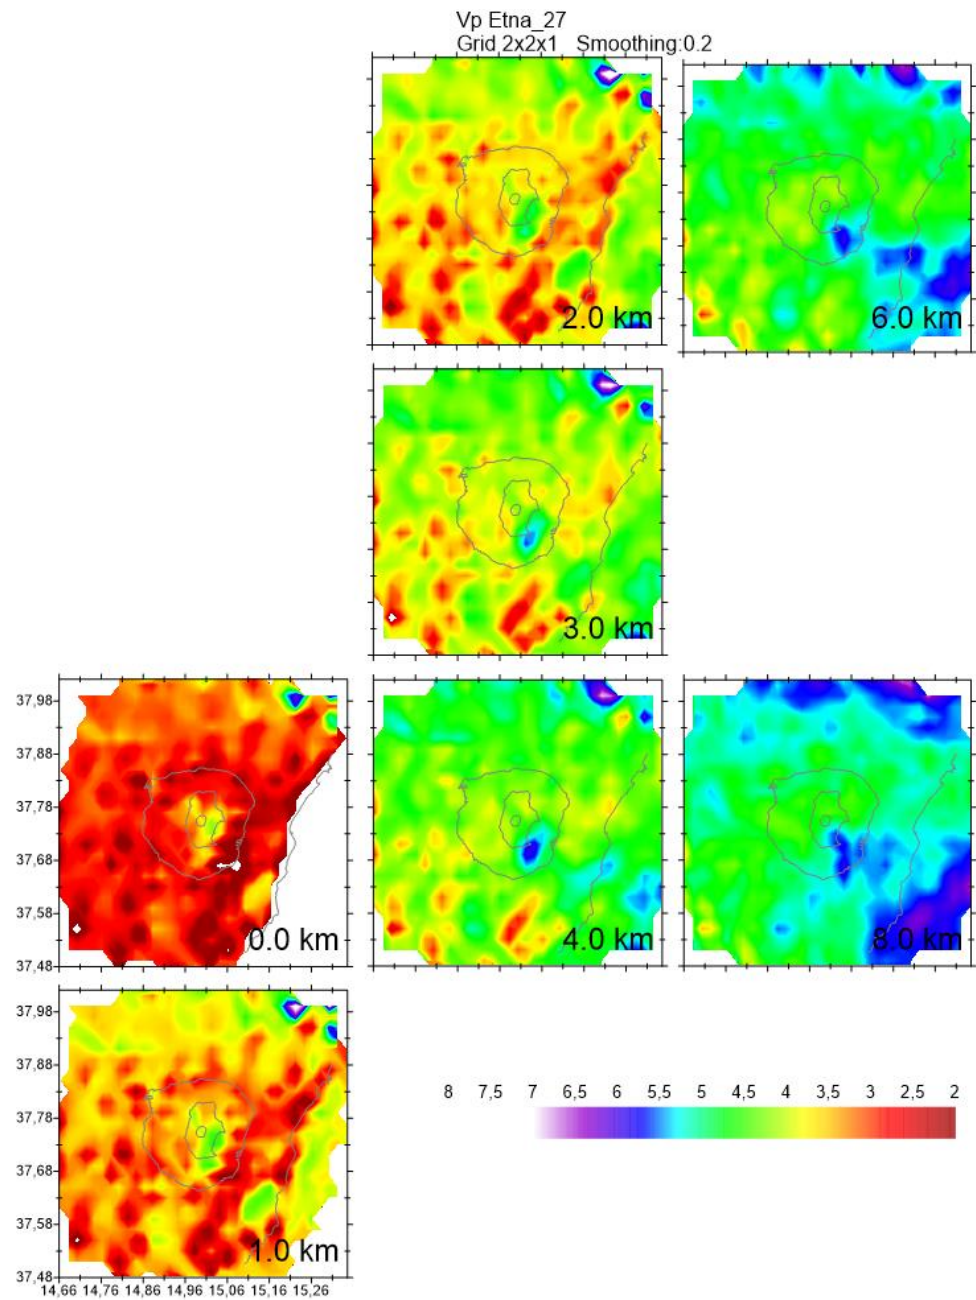 Vp Etna_27
Grid 2x2x1 Smoothing:0.2
2.0 km
6.0 km
3.0 km
37,98
37,88
37,78
37,68
37,58
37,48
0.0 km
4.0 km
8.0 km
37,98
37,88
37,78
37,68
37,58
37,48
1.0 km
14,66 14,76 14,86 14,96 15,06 15,16 15,26
8 7,5 7 6,5 6 5,5 5 4,5 4 3,5 3 2,5 2